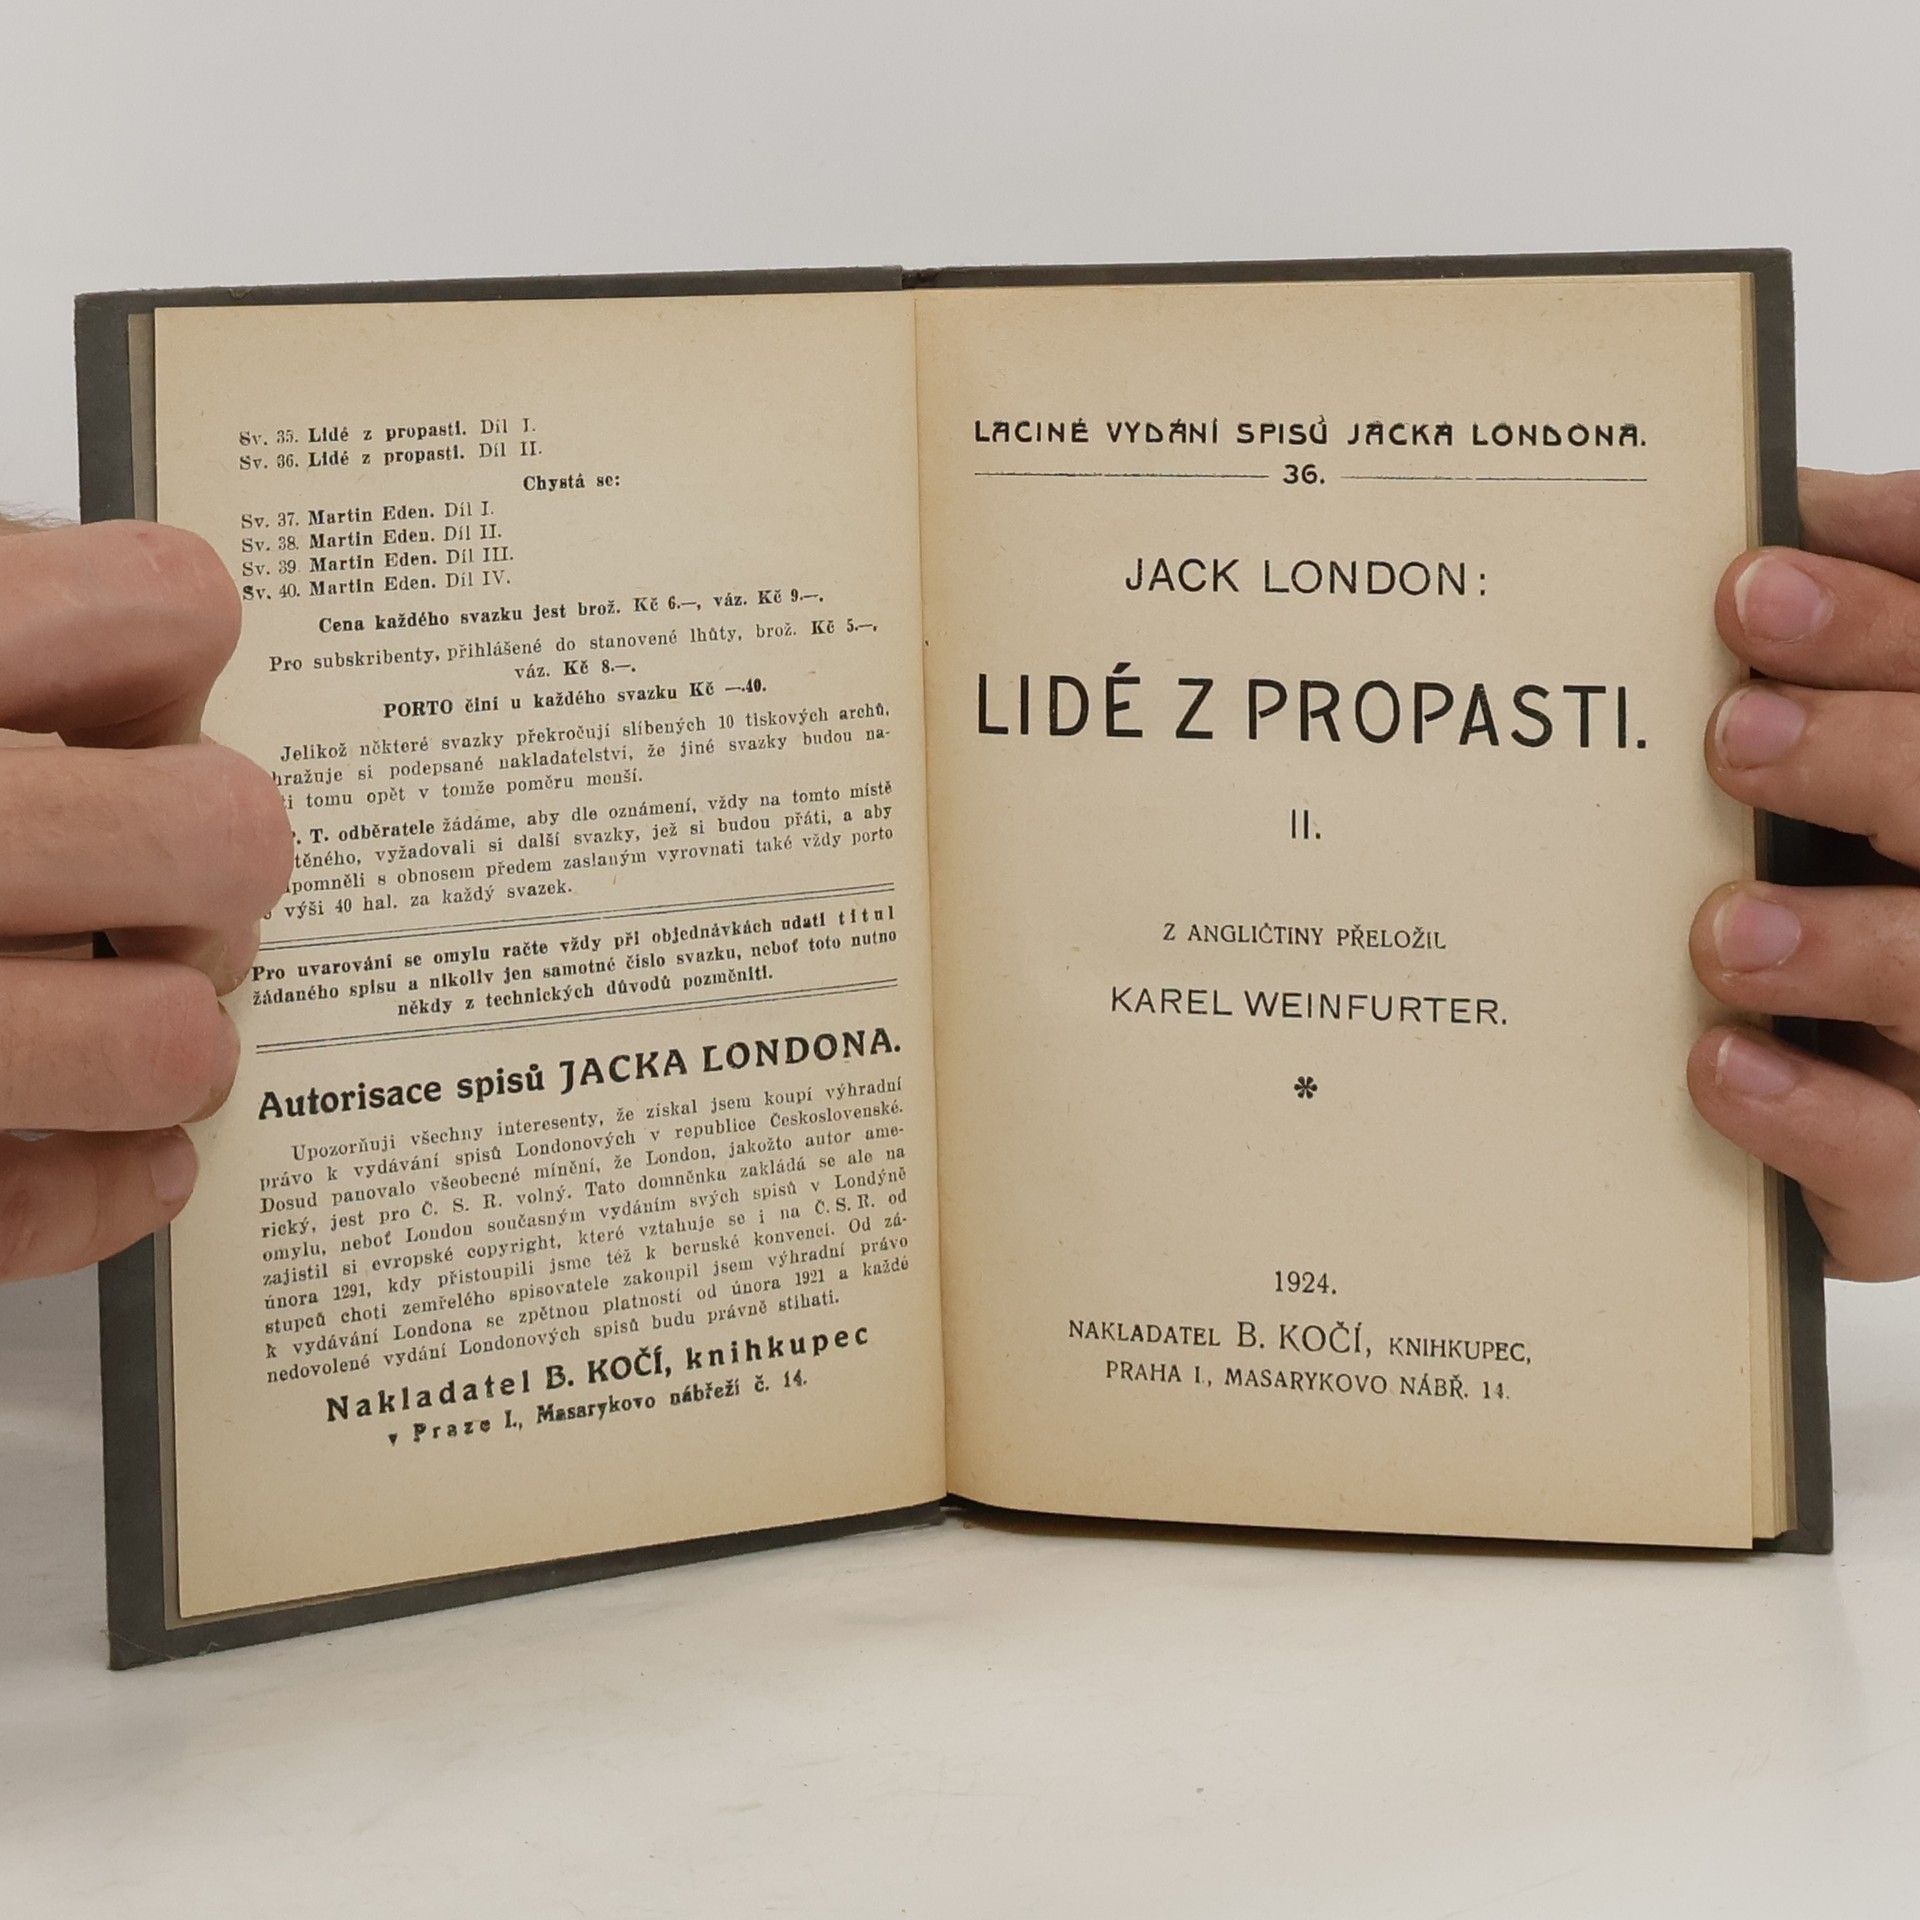 Sv. 35. Lidé z propasti. Díl I.
Sv. 36. Lidé z propasti. Díl II.
Chystá se:
Sv. 37. Martin Eden. Díl I.
Sv. 38. Martin Eden. Díl II.
Sv. 39. Martin Eden. Díl III.
Sv. 40. Martin Eden. Díl IV.
Cena každého svazku jest brož. Kč 6.—, váz. Kč 9.—.
Pro subskribenty, přihlášené do stanovené lhůty, brož. Kč 5.—,
váz. Kč 8.—.
PORTO činí u každého svazku Kč —.40.
Jelikož některé svazky překročují slíbených 10 tiskových archů,
hražuje si podepsané nakladatelství, že jiné svazky budou na-
ti tomu opět v tomže poměru menší.
P. T. odběratele žádáme, aby dle oznámení, vždy na tomto místě
těného, vyžadovali si další svazky, jež si budou přáti, a aby
pomněli s obnosem předem zaslaným vyrovnati také vždy porto
výši 40 hal. za každý svazek.
Pro uvarování se omylu račte vždy při objednávkách udati titul
žádaného spisu a nikoliv jen samotné číslo svazku, neboť toto nutno
někdy z technických důvodů pozměniti.
Autorisace spisů JACKA LONDONA.
Upozorňuji všechny interesenty, že získal jsem koupí výhradní
právo k vydávání spisů Londonových v republice Československé.
Dosud panovalo všeobecné mínění, že London, jakožto autor ame-
rický, jest pro Č. S. R. volný. Tato domněnka zakládá se ale na
omylu, neboť London současným vydáním svých spisů v Londýně
zajistil si evropské copyright, které vztahuje se i na Č. S. R. od
února 1291, kdy přistoupili jsme též k bernské konvenci. Od zá-
stupců choti zemřelého spisovatele zakoupil jsem výhradní právo
k vydávání Londona se zpětnou platností od února 1921 a každé
nedovolené vydání Londonových spisů budu právně stihati.
Nakladatel B. KOČÍ, knihkupec
v Praze I., Masarykovo nábřeží č. 14.
LACINÉ VYDÁNÍ SPISŮ JACKA LONDONA.
36.
JACK LONDON:
LIDÉ Z PROPASTI.
II.
Z ANGLIČTINY PŘELOŽIL
KAREL WEINFURTER.
*
1924.
NAKLADATEL B. KOČÍ, KNIHKUPEC,
PRAHA I., MASARYKOVO NÁBŘ. 14.